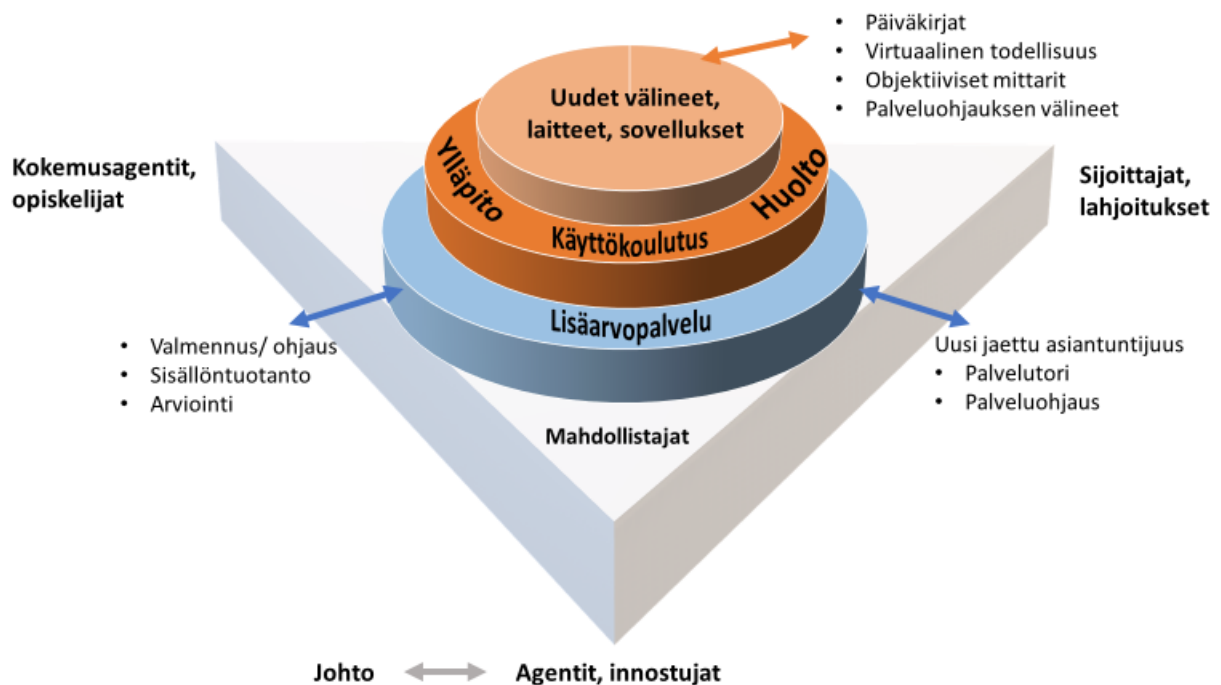 • Päiväkirjat
• Virtuaalinen todellisuus
• Objektiiviset mittarit
• Palveluohjauksen välineet
Uudet välineet,
laitteet, sovellukset
Ylläpito
Huolto
Käyttökoulutus
Lisäarvopalvelu
Kokemusagentit,
opiskelijat
Sijoittajat,
lahjoitukset
• Valmennus/ ohjaus
• Sisällöntuotanto
• Arviointi
Uusi jaettu asiantuntijuus
• Palvelutori
• Palveluohjaus
Mahdollistajat
Johto
Agentit, innostujat